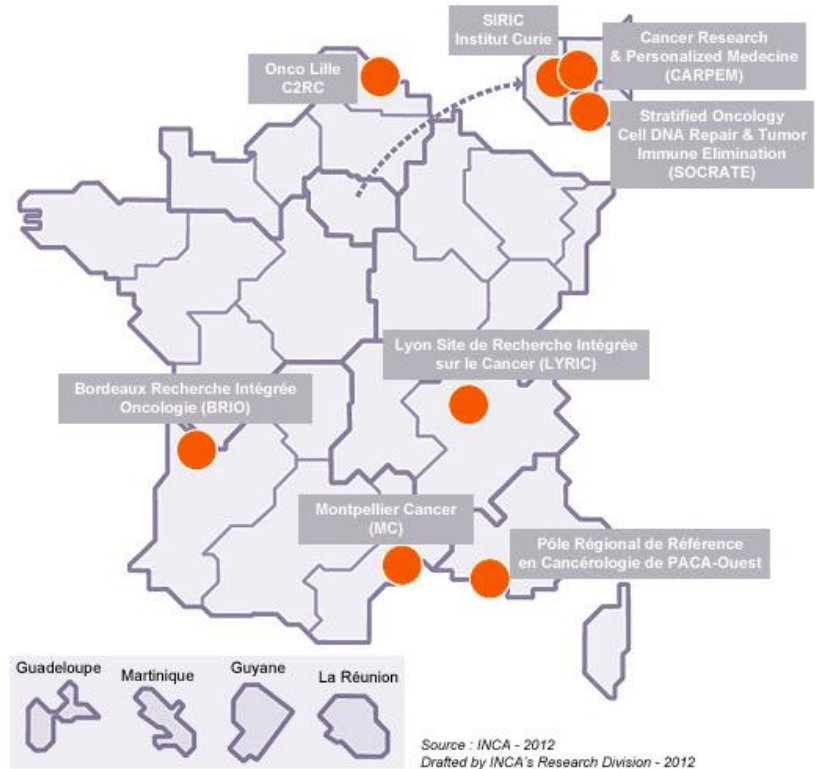 SIRIC
Institut Curie
Cancer Research
& Personalized Medecine
(CARPEM)
Onco Lille
C2RC
Stratified Oncology
Cell DNA Repair & Tumor
Immune Elimination
(SOCRATE)
Lyon Site de Recherche Intégrée
sur le Cancer (LYRIC)
Bordeaux Recherche Intégrée
Oncologie (BRIO)
Montpellier Cancer
(MC)
Pôle Régional de Référence
en Cancérologie de PACA-Ouest
Guadeloupe
Martinique
Guyane
La Réunion
Source : INCA - 2012
Drafted by INCA's Research Division - 2012